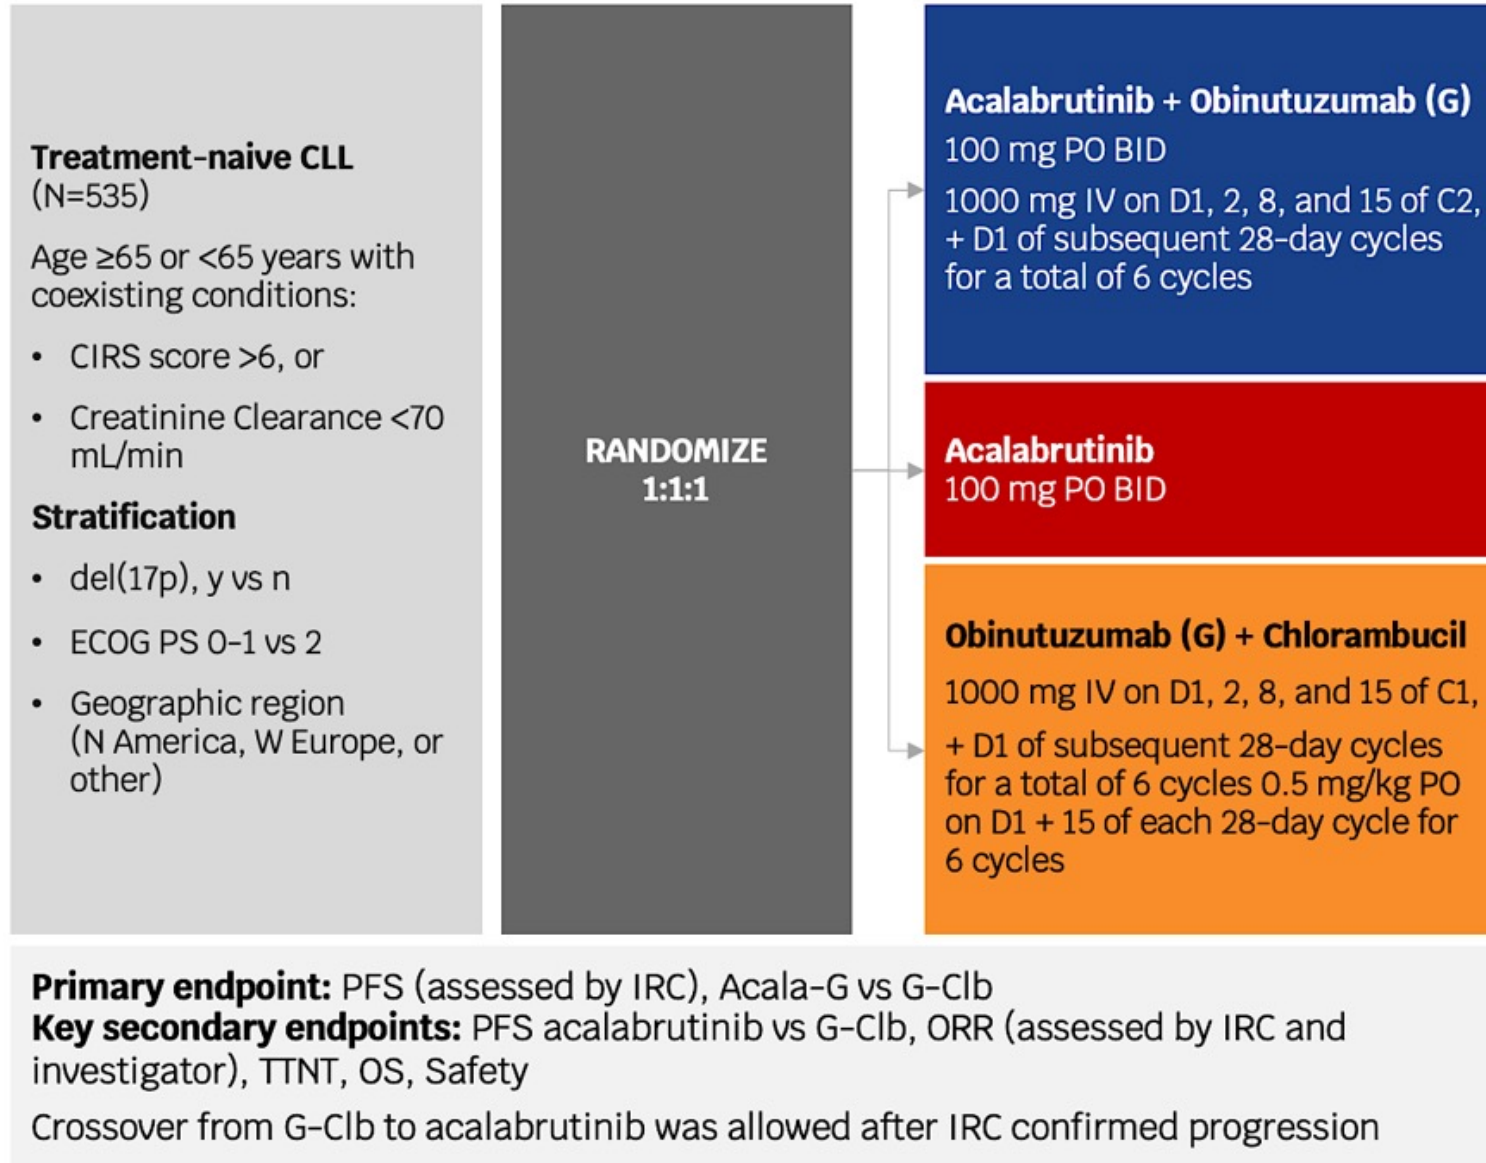 Treatment-naive CLL
(N=535)
Age ≥65 or <65 years with
coexisting conditions:
• CIRS score >6, or
• Creatinine Clearance <70
mL/min
Stratification
• del(17p), y vs n
• ECOG PS 0-1 vs 2
• Geographic region
(N America, W Europe, or
other)
RANDOMIZE
1:1:1
Acalabrutinib + Obinutuzumab (G)
100 mg PO BID
1000 mg IV on D1, 2, 8, and 15 of C2,
+ D1 of subsequent 28-day cycles
for a total of 6 cycles
Acalabrutinib
100 mg PO BID
Obinutuzumab (G) + Chlorambucil
1000 mg IV on D1, 2, 8, and 15 of C1,
+ D1 of subsequent 28-day cycles
for a total of 6 cycles 0.5 mg/kg PO
on D1 + 15 of each 28-day cycle for
6 cycles
Primary endpoint: PFS (assessed by IRC), Acala-G vs G-Clb
Key secondary endpoints: PFS acalabrutinib vs G-Clb, ORR (assessed by IRC and
investigator), TTNT, OS, Safety
Crossover from G-Clb to acalabrutinib was allowed after IRC confirmed progression